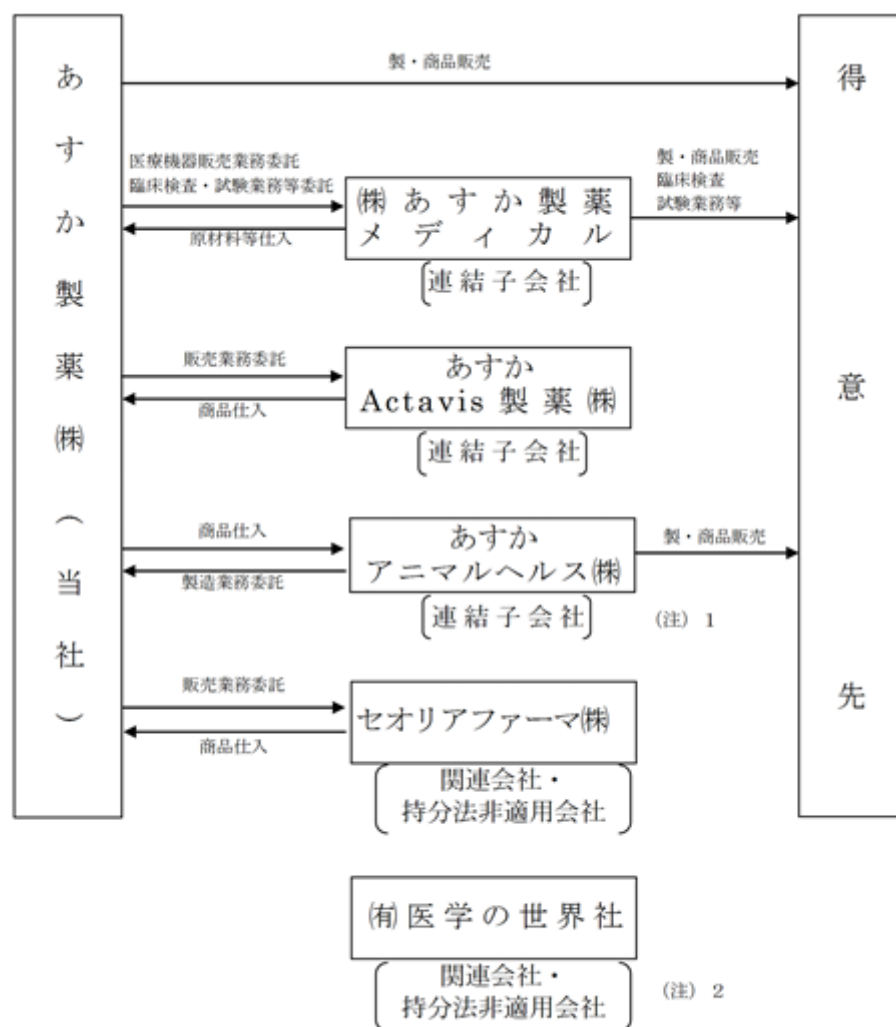 あすか製薬㈱（当社）
製・商品販売
得意先
医療機器販売業務委託
臨床検査・試験業務等委託
原材料等仕入
㈱あすか製薬
メディカル
連結子会社
製・商品販売
臨床検査
試験業務等
販売業務委託
商品仕入
あすか
Actavis 製薬㈱
連結子会社
商品仕入
製造業務委託
あすか
アニマルヘルス㈱
連結子会社
製・商品販売
(注) 1
販売業務委託
商品仕入
セオリアファーマ㈱
関連会社・
持分法非適用会社
㈲医学の世界社
関連会社・
持分法非適用会社
(注) 2